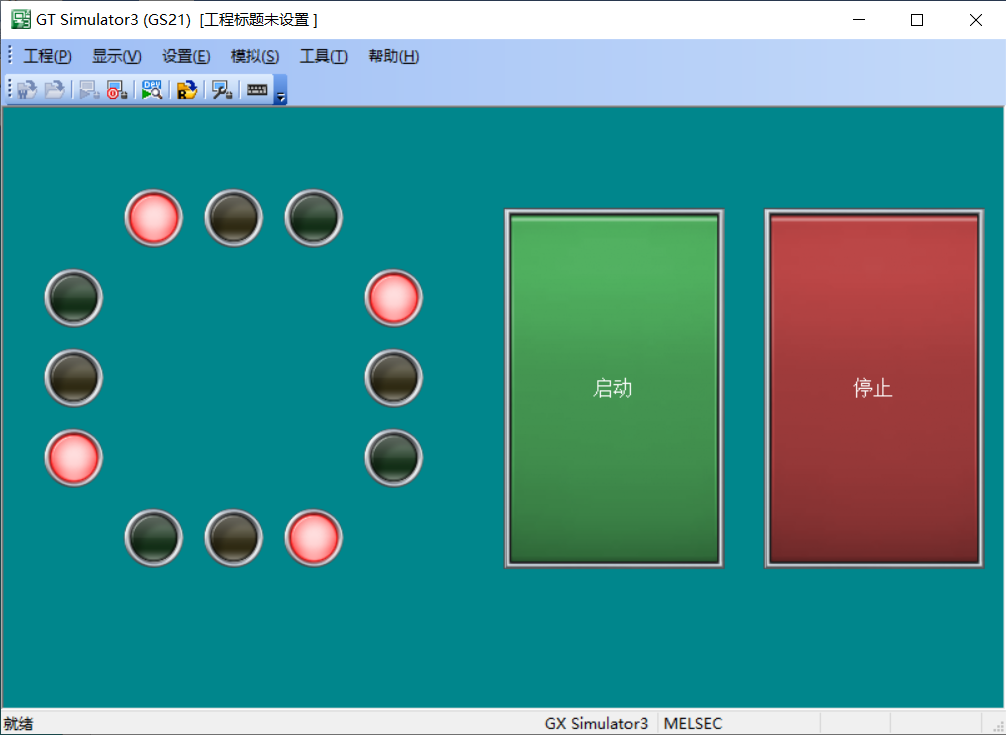 GT Simulator3 (GS21)  [工程标题未设置 ]
工程(P) 显示(V) 设置(E) 模拟(S) 工具(T) 帮助(H)
启动 停止
就绪 GX Simulator3 MELSEC